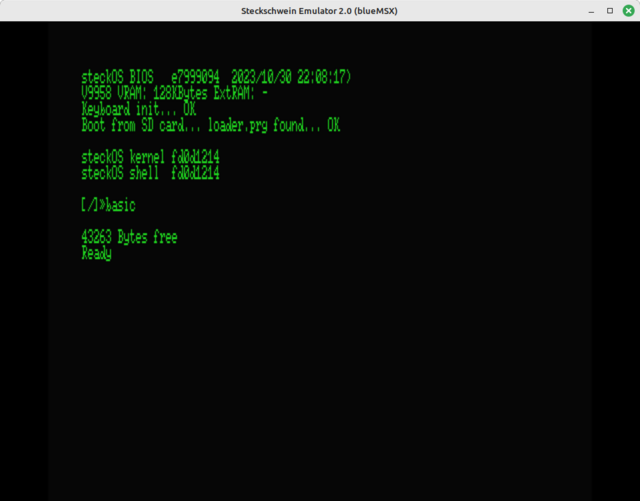 Steckschwein Emulator 2.0 (blueMSX)
steckOS BIOS   e7999094  2023/10/30 22:08:17)
V9958 VRAM: 128KBytes ExtRAM: -
Keyboard init... OK
Boot from SD card... loader.prg found... OK
steckOS kernel fd0d1214
steckOS shell  fd0d1214
[/]»basic
43263 Bytes free
Ready